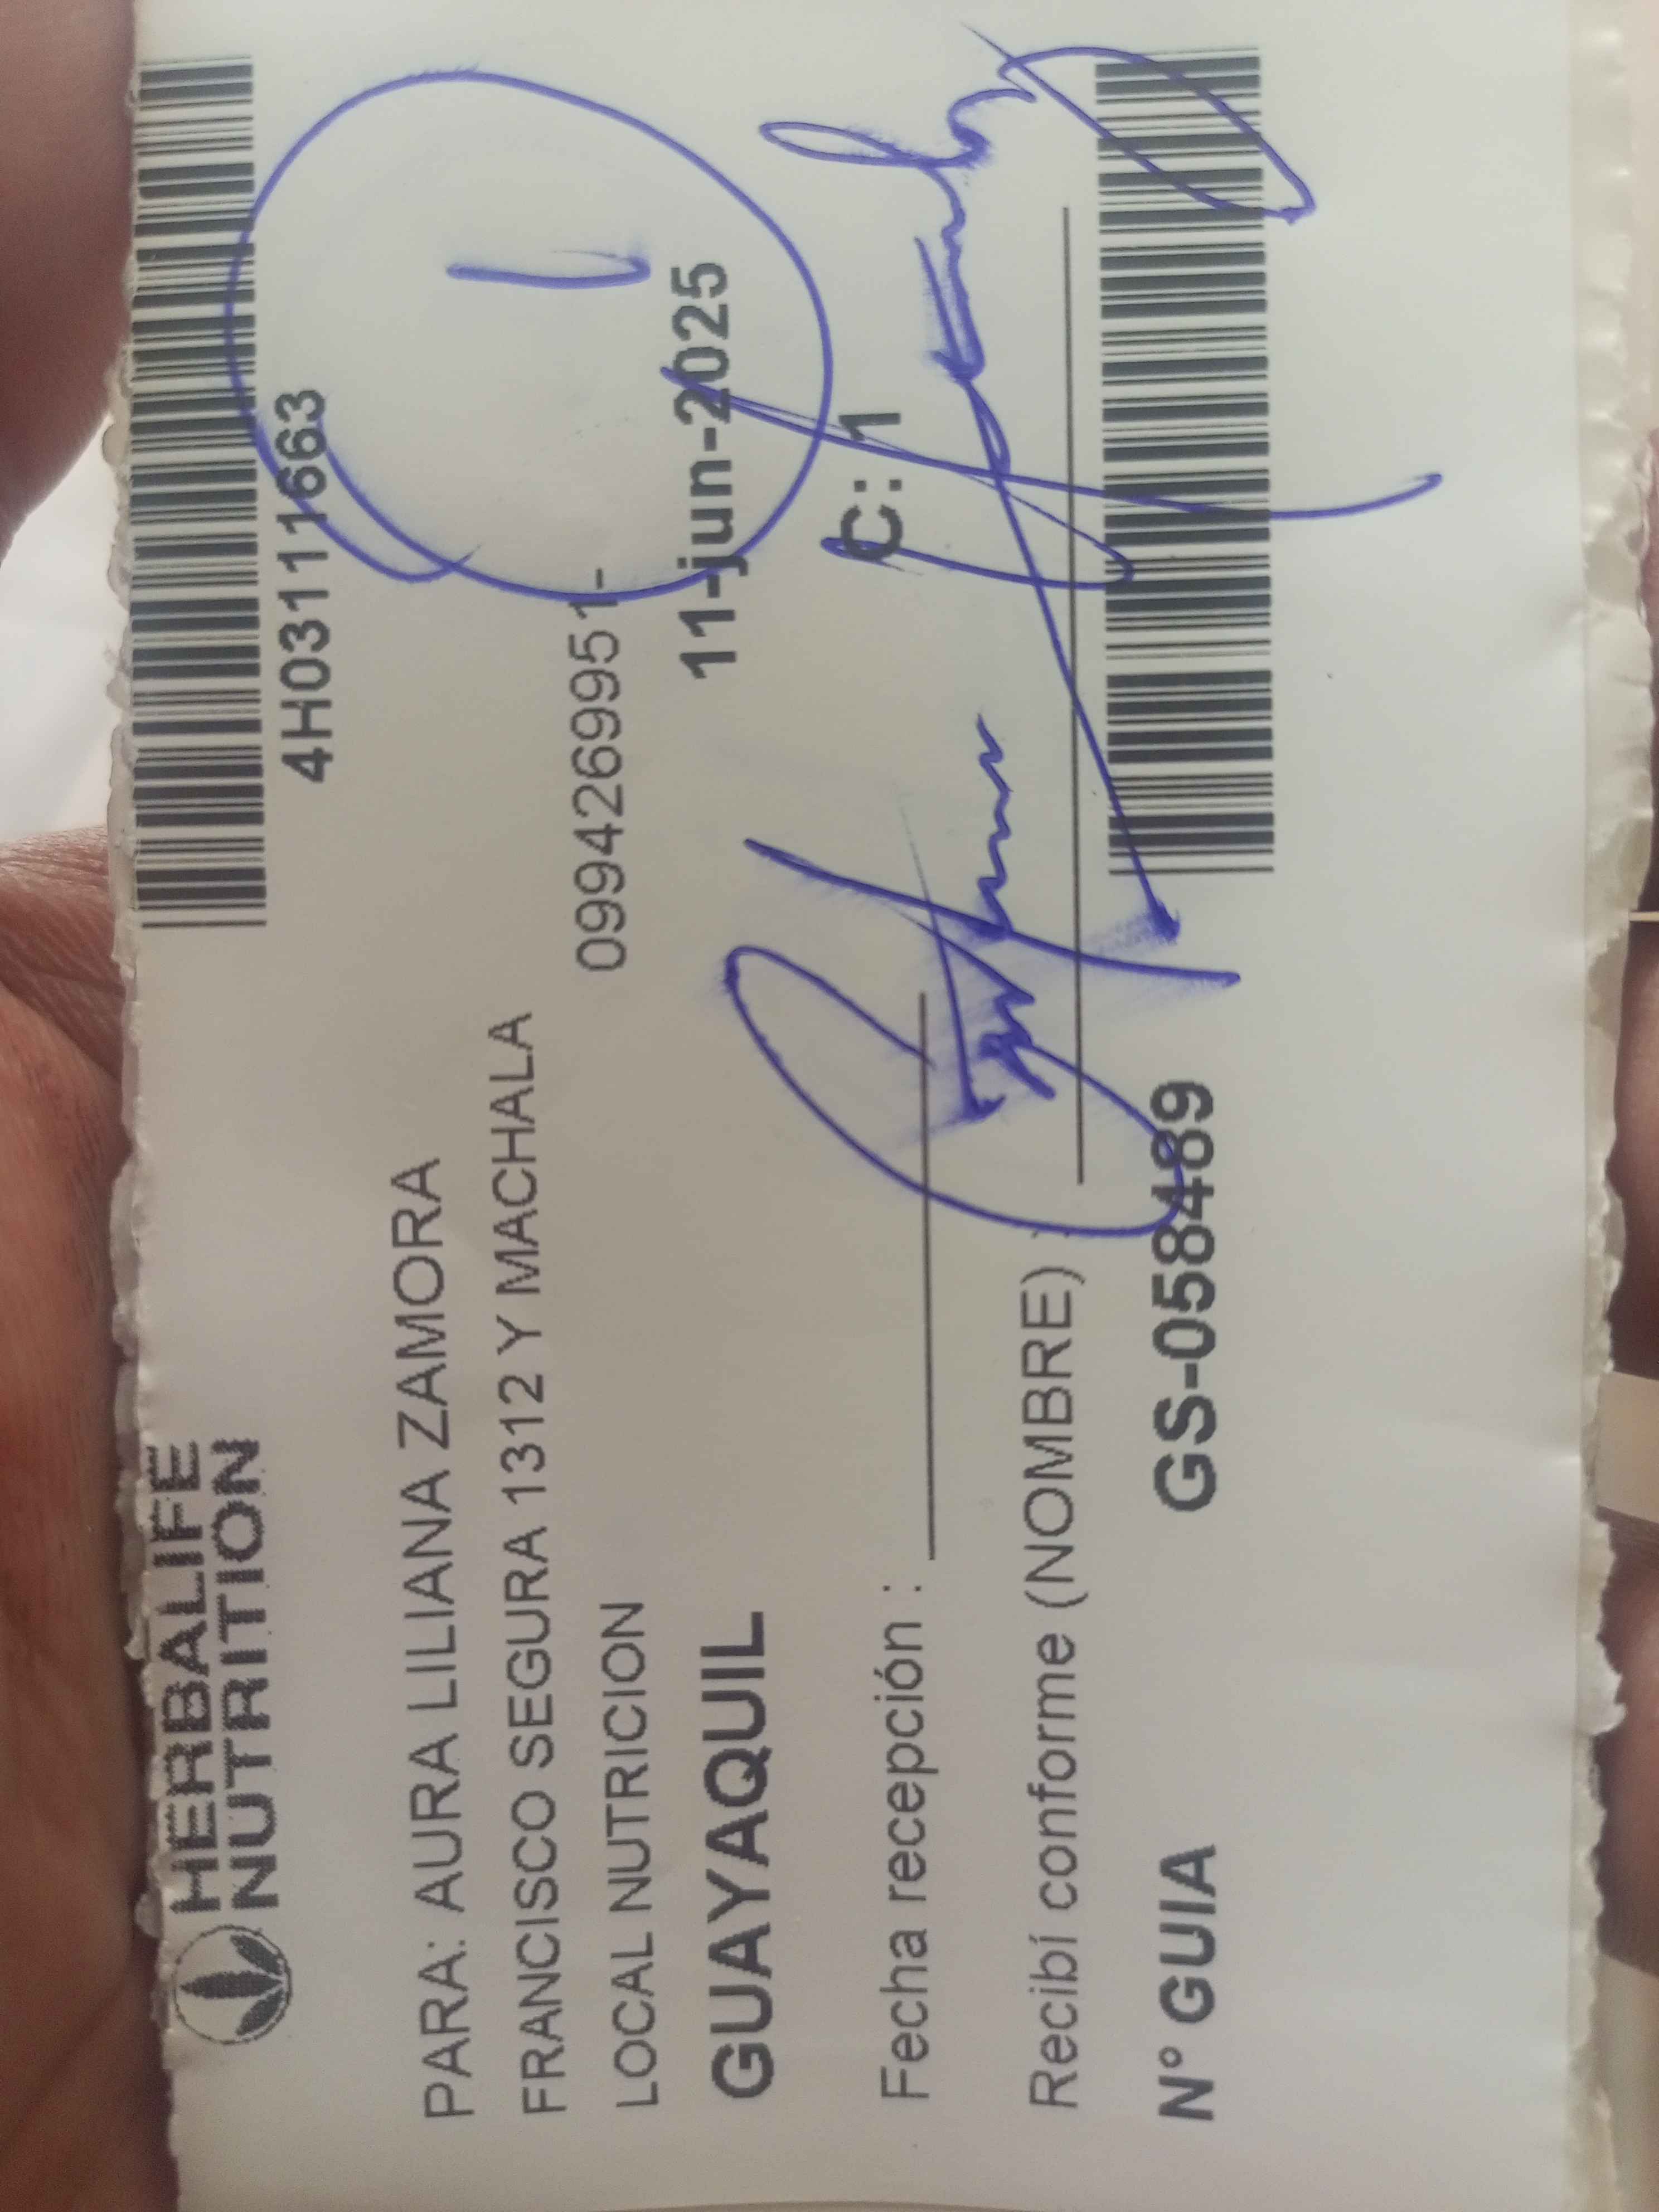 HERBALIFE
NUTRITION
4H03111663
PARA: AURA LILIANA ZAMORA
FRANCISCO SEGURA 1312 Y MACHALA
LOCAL NUTRICION
0994269951-
GUAYAQUIL
11-jun-2025
C: 1
Fecha recepción :
Recibí conforme (NOMBRE)
N° GUIA
GS-058489